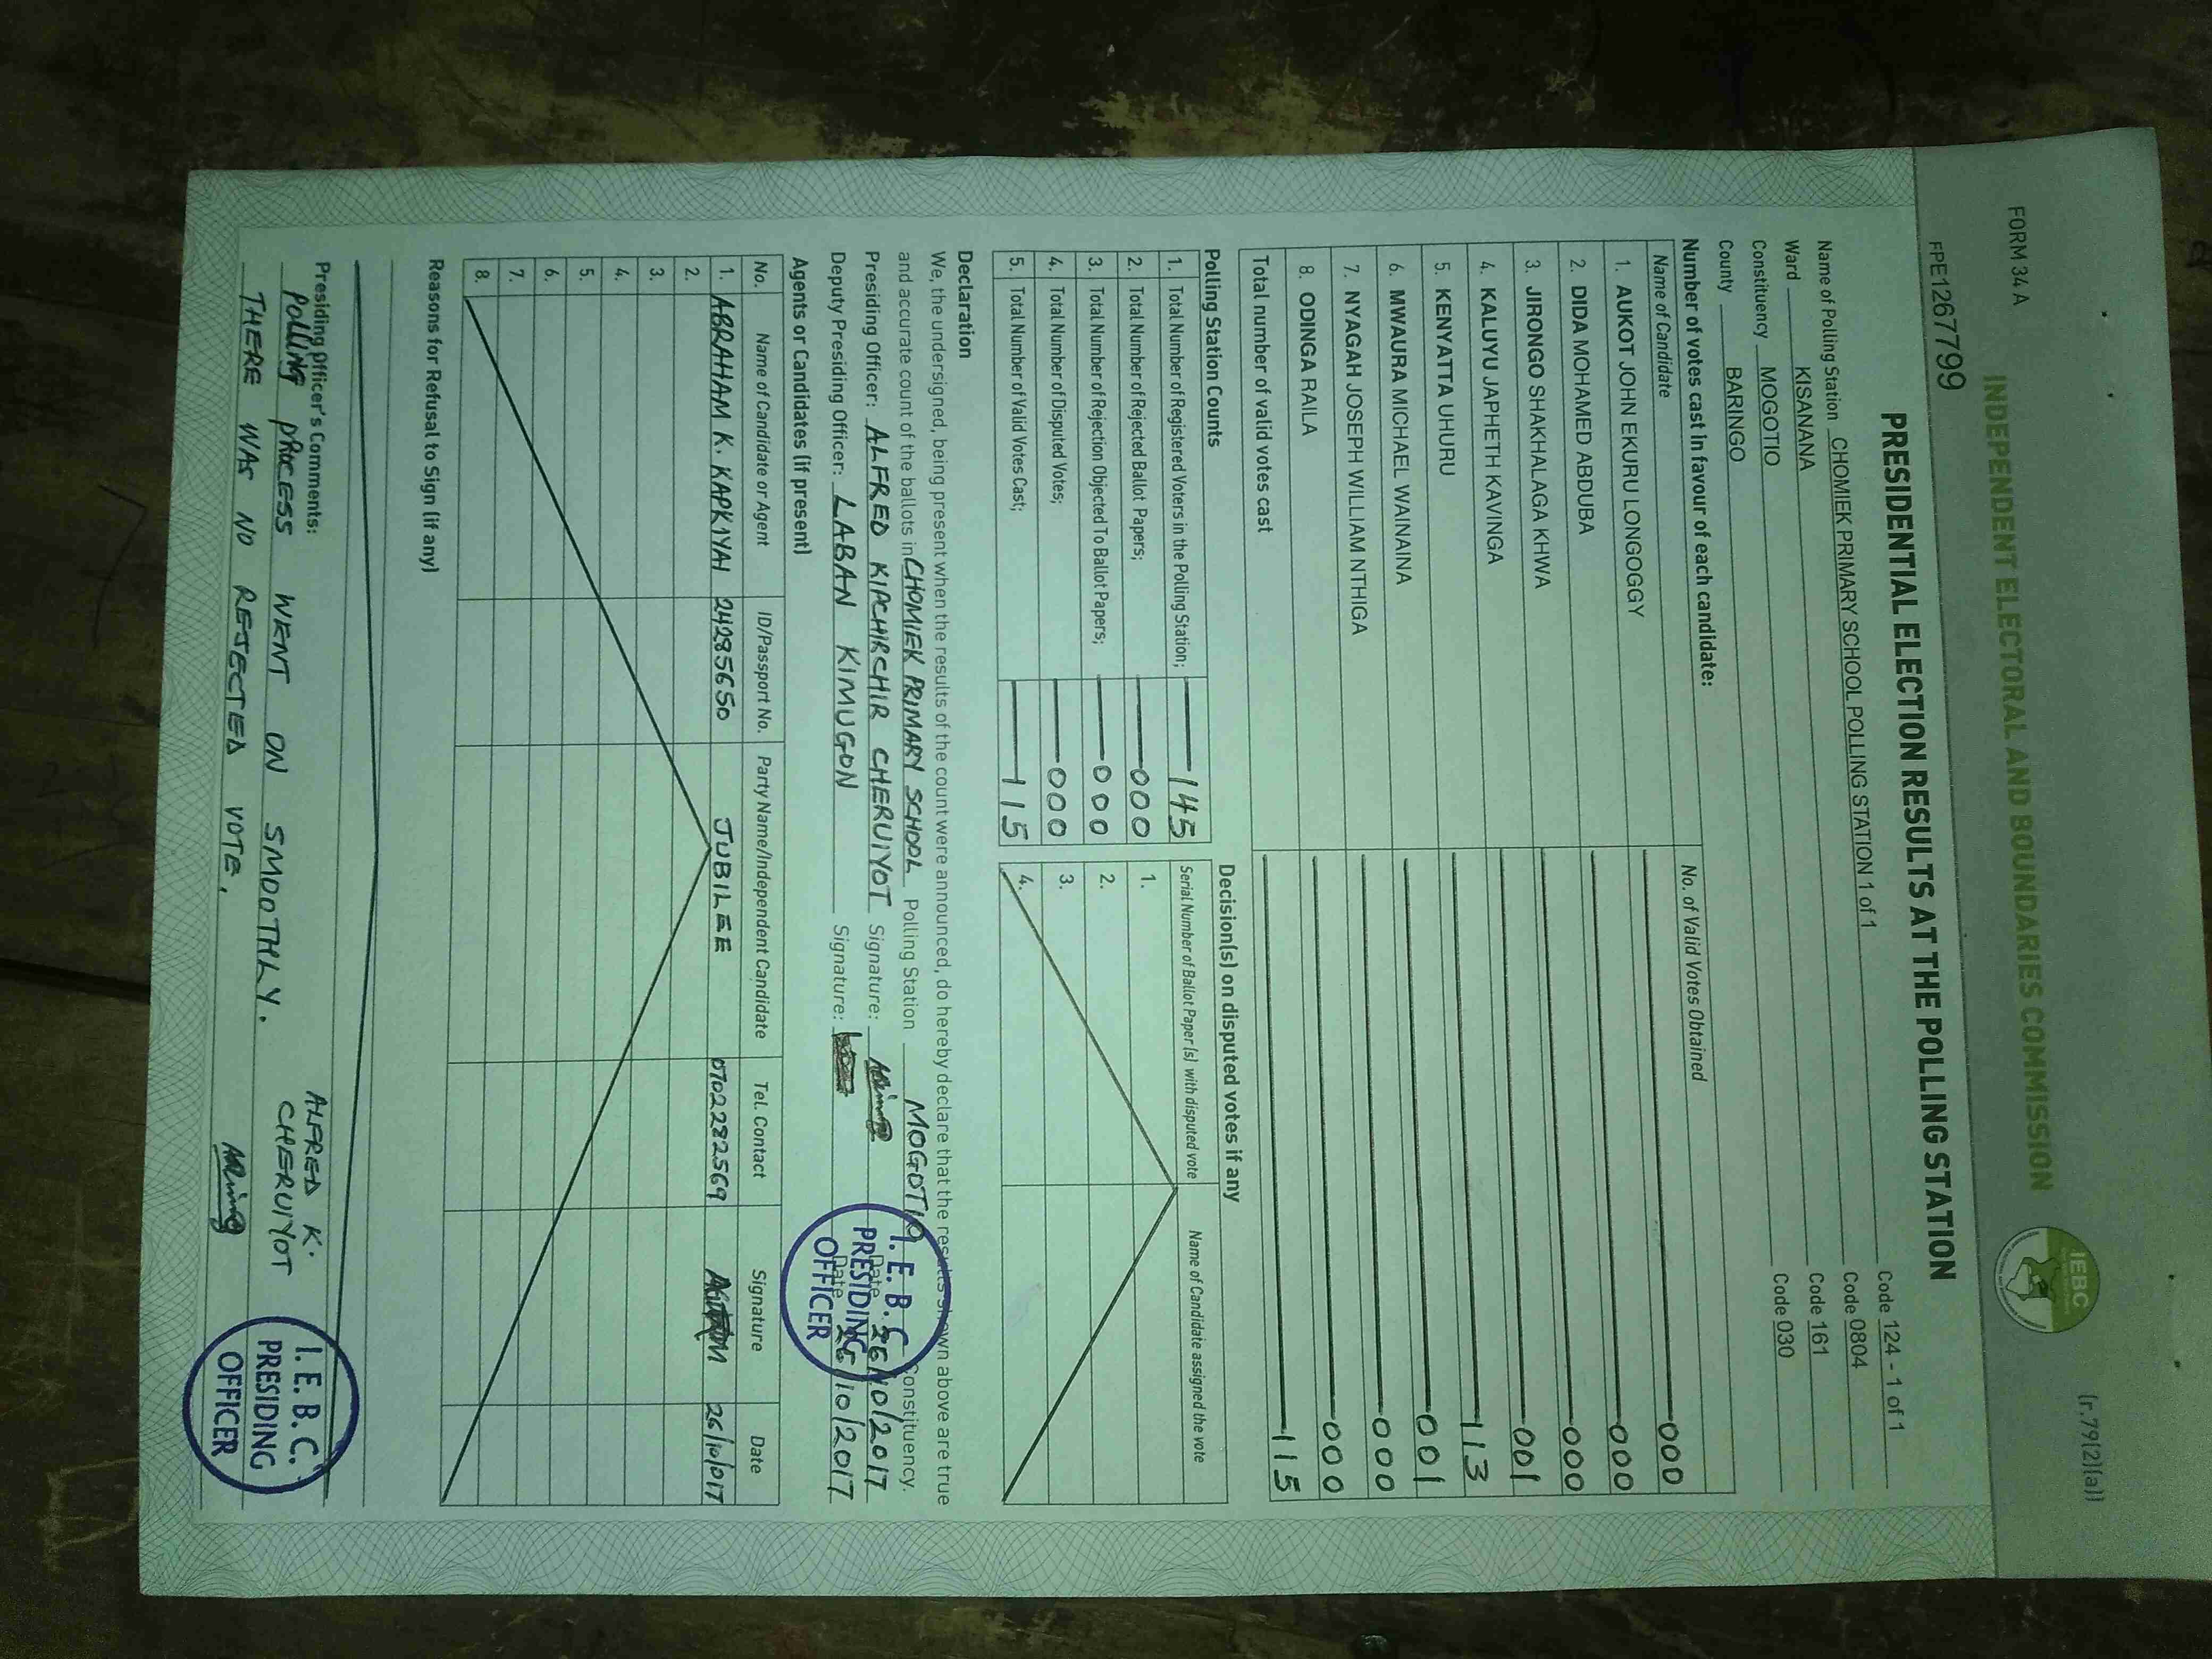 FORM 34 A
(r.79(2)(a))
INDEPENDENT ELECTORAL AND BOUNDARIES COMMISSION
IEBC
FPE1267799
PRESIDENTIAL ELECTION RESULTS AT THE POLLING STATION
Name of Polling Station CHOMIEK PRIMARY SCHOOL POLLING STATION 1 of 1 Code 124 - 1 of 1
Ward KISANANA Code 0804
Constituency MOGOTIO Code 161
County BARINGO Code 030
Number of votes cast in favour of each candidate:
Name of Candidate No. of Valid Votes Obtained
1. AUKOT JOHN EKURU LONGOGGY 000
2. DIDA MOHAMED ABDUBA 000
3. JIRONGO SHAKHALAGA KHWA 000
4. KALUYU JAPHETH KAVINGA 001
5. KENYATTA UHURU 113
6. MWAURA MICHAEL WAINAINA 001
7. NYAGAH JOSEPH WILLIAM NTHIGA 000
8. ODINGA RAILA 000
Total number of valid votes cast 115
Polling Station Counts
1. Total Number of Registered Voters in the Polling Station; 145
2. Total Number of Rejected Ballot Papers; 000
3. Total Number of Rejection Objected To Ballot Papers; 000
4. Total Number of Disputed Votes; 000
5. Total Number of Valid Votes Cast; 115
Decision(s) on disputed votes if any
Serial Number of Ballot Paper (s) with disputed vote Name of Candidate assigned the vote
1.
2.
3.
4.
Declaration
We, the undersigned, being present when the results of the count were announced, do hereby declare that the results shown above are true
and accurate count of the ballots in CHOMIEK PRIMARY SCHOOL Polling Station MOGOTIO Constituency.
Presiding Officer: ALFRED KIPCHIRCHIR CHERUIYOT Signature: Date 26/10/2017
Deputy Presiding Officer: LABAN KIMUGON Signature: Date 26/10/2017
I. E. B. C.
PRESIDING
OFFICER
Agents or Candidates (if present)
No. Name of Candidate or Agent ID/Passport No. Party Name/Independent Candidate Tel. Contact Signature Date
1. ABRAHAM K. KAPKIYAI 24285650 JUBILEE 0702282569 26/10/017
2.
3.
4.
5.
6.
7.
8.
Reasons for Refusal to Sign (if any)
Presiding Officer's Comments:
POLLING PROCESS WENT ON SMOOTHLY.
THERE WAS NO REJECTED VOTE.
ALFRED K.
CHERUIYOT
I. E. B. C.
PRESIDING
OFFICER